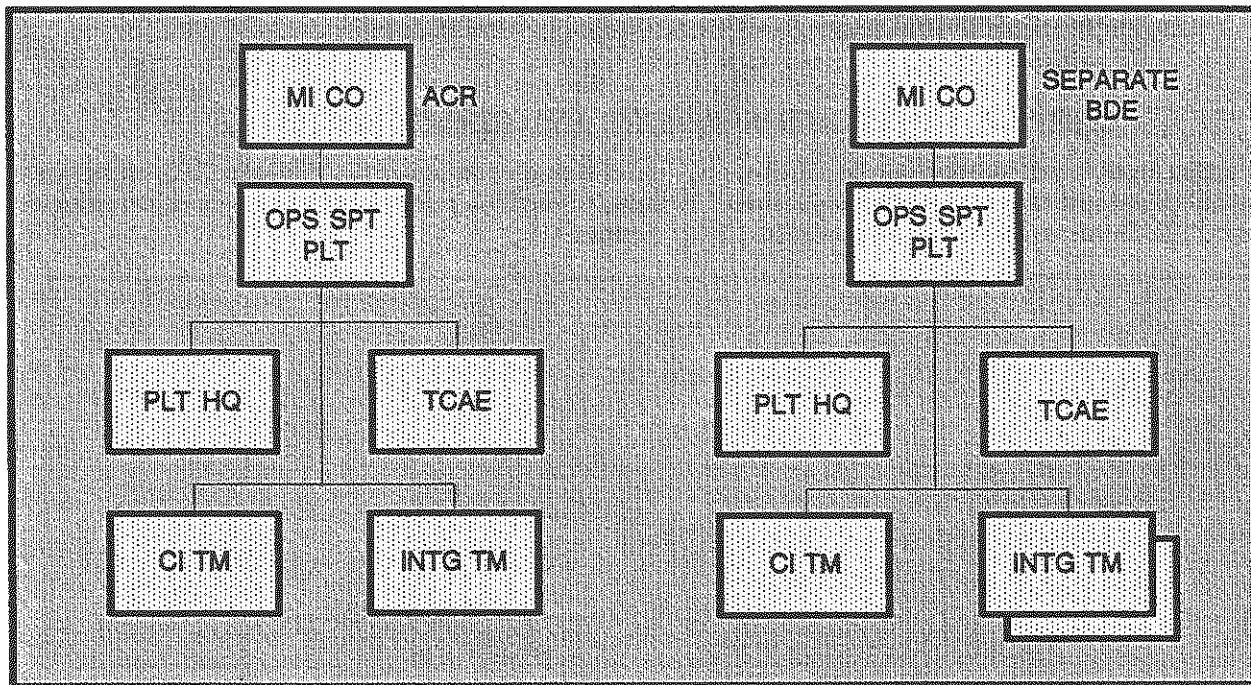 MI CO
ACR
OPS SPT
PLT
PLT HQ
TCAE
CI TM
INTG TM
MI CO
SEPARATE
BDE
OPS SPT
PLT
PLT HQ
TCAE
CI TM
INTG TM